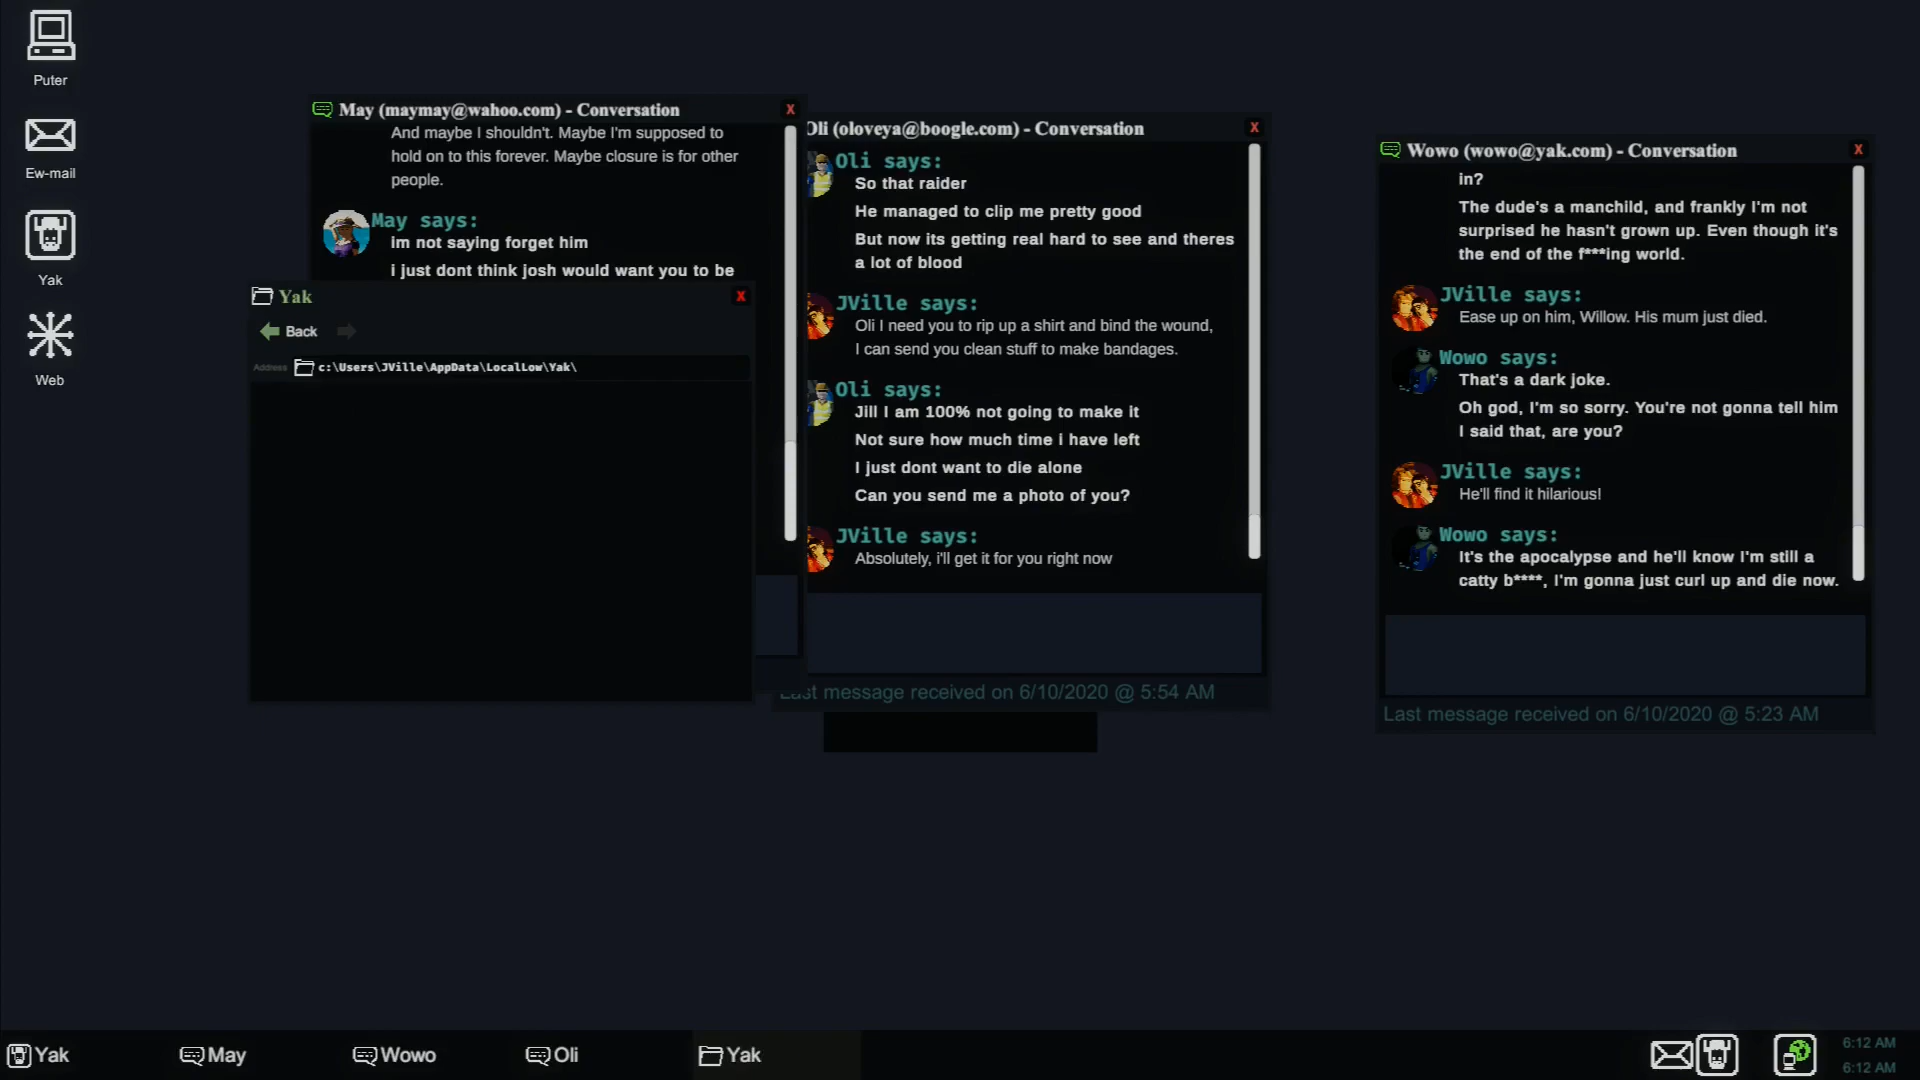 Puter
Ew-mail
Yak
Web
May (maymay@wahoo.com) - Conversation
X
And maybe I shouldn't. Maybe I'm supposed to
hold on to this forever. Maybe closure is for other
people.
May says:
im not saying forget him
i just dont think josh would want you to be
Yak
X
Back
Address
c:\Users\JVille\AppData\LocalLow\Yak\
Oli (oloveya@boogle.com) - Conversation
X
Oli says:
So that raider
He managed to clip me pretty good
But now its getting real hard to see and theres
a lot of blood
JVille says:
Oli I need you to rip up a shirt and bind the wound,
I can send you clean stuff to make bandages.
Oli says:
Jill I am 100% not going to make it
Not sure how much time i have left
I just dont want to die alone
Can you send me a photo of you?
JVille says:
Absolutely, i'll get it for you right now
Last message received on 6/10/2020 @ 5:54 AM
Wowo (wowo@yak.com) - Conversation
X
in?
The dude's a manchild, and frankly I'm not
surprised he hasn't grown up. Even though it's
the end of the f***ing world.
JVille says:
Ease up on him, Willow. His mum just died.
Wowo says:
That's a dark joke.
Oh god, I'm so sorry. You're not gonna tell him
I said that, are you?
JVille says:
He'll find it hilarious!
Wowo says:
It's the apocalypse and he'll know I'm still a
catty b****, I'm gonna just curl up and die now.
Last message received on 6/10/2020 @ 5:23 AM
Yak
May
Wowo
Oli
Yak
6:12 AM
6:12 AM